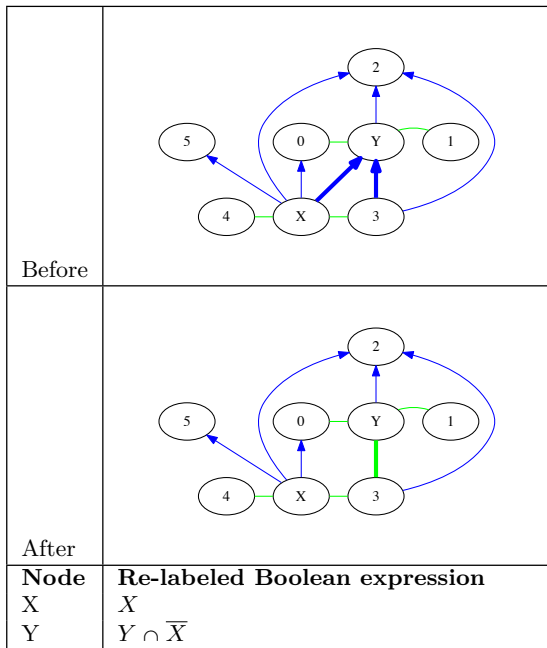 2
5
0
Y
1
4
X
3
Before
2
5
0
Y
1
4
X
3
After
Node Re-labeled Boolean expression
X X
Y Y ∩ X̅